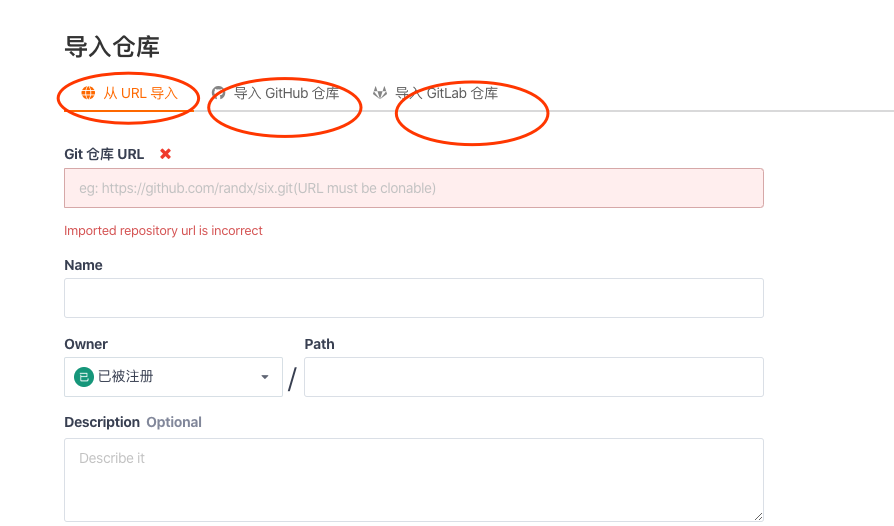 导入仓库
从 URL 导入 导入 GitHub 仓库 导入 GitLab 仓库
Git 仓库 URL
eg: https://github.com/randx/six.git(URL must be clonable)
Imported repository url is incorrect
Name
Owner Path
已 已被注册 /
Description Optional
Describe it